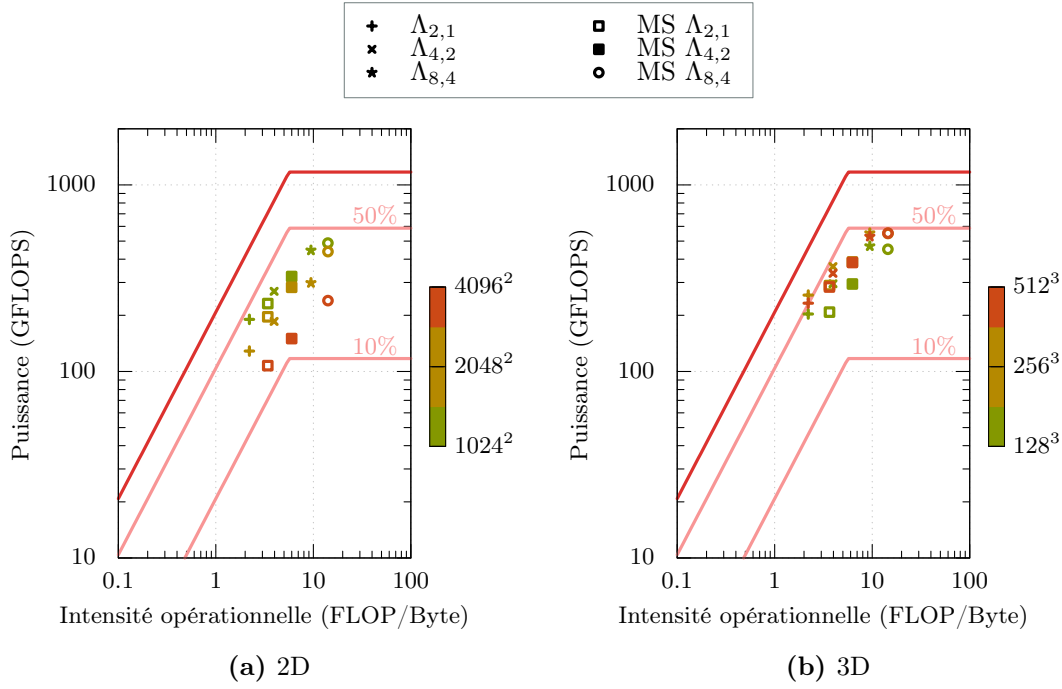 Λ2,1 MS Λ2,1
Λ4,2 MS Λ4,2
Λ8,4 MS Λ8,4
Puissance (GFLOPS)
1000
100
10
0.1 1 10 100
Intensité opérationnelle (FLOP/Byte)
50%
10%
4096²
2048²
1024²
(a) 2D
Puissance (GFLOPS)
1000
100
10
0.1 1 10 100
Intensité opérationnelle (FLOP/Byte)
50%
10%
512³
256³
128³
(b) 3D